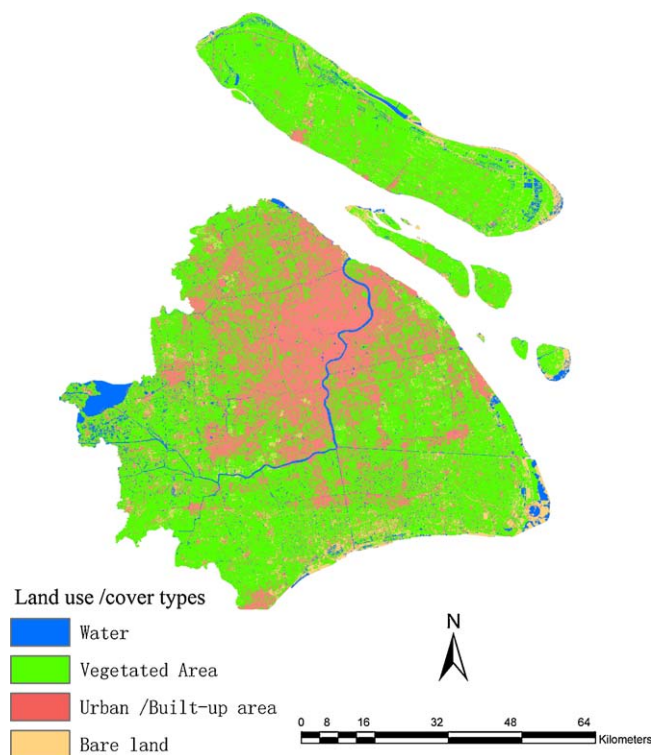 Land use /cover types
Water
Vegetated Area
Urban /Built-up area
Bare land
N
0 8 16 32 48 64
Kilometers